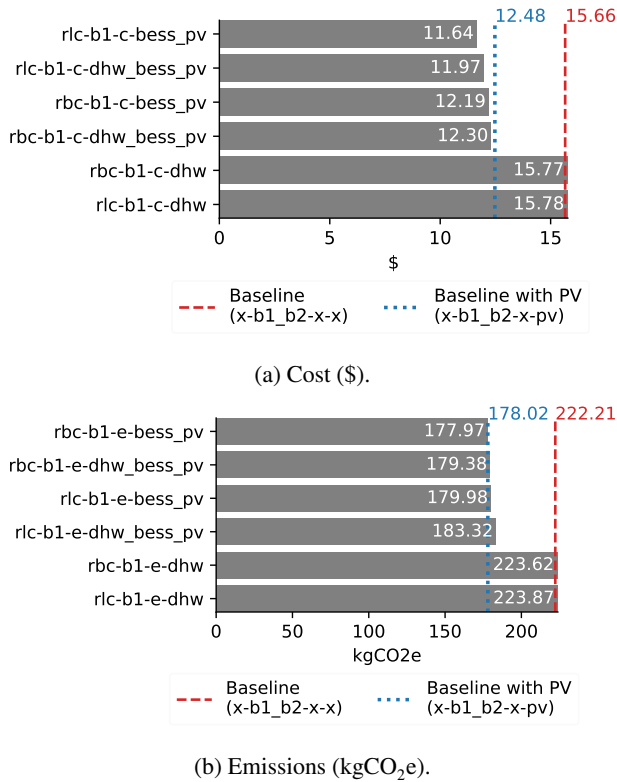 12.48 15.66
rlc-b1-c-bess_pv 11.64
rlc-b1-c-dhw_bess_pv 11.97
rbc-b1-c-bess_pv 12.19
rbc-b1-c-dhw_bess_pv 12.30
rbc-b1-c-dhw 15.77
rlc-b1-c-dhw 15.78
0 5 10 15
$
Baseline Baseline with PV
(x-b1_b2-x-x) (x-b1_b2-x-pv)
(a) Cost ($).
178.02 222.21
rbc-b1-e-bess_pv 177.97
rbc-b1-e-dhw_bess_pv 179.38
rlc-b1-e-bess_pv 179.98
rlc-b1-e-dhw_bess_pv 183.32
rbc-b1-e-dhw 223.62
rlc-b1-e-dhw 223.87
0 50 100 150 200
kgCO2e
Baseline Baseline with PV
(x-b1_b2-x-x) (x-b1_b2-x-pv)
(b) Emissions (kgCO₂e).